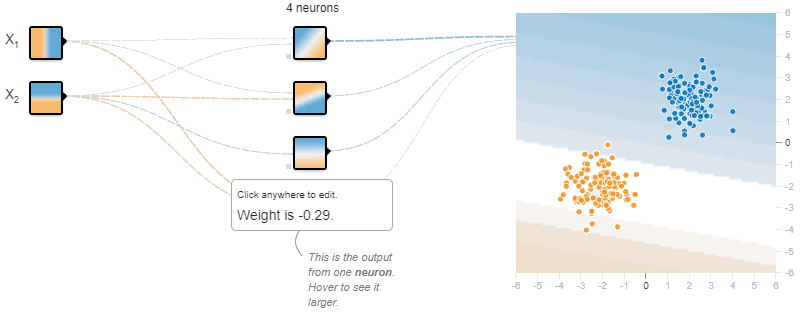 4 neurons
X1
X2
Click anywhere to edit.
Weight is -0.29.
This is the output
from one neuron.
Hover to see it
larger.
6
5
4
3
2
1
0
-1
-2
-3
-4
-5
-6
-6 -5 -4 -3 -2 -1 0 1 2 3 4 5 6